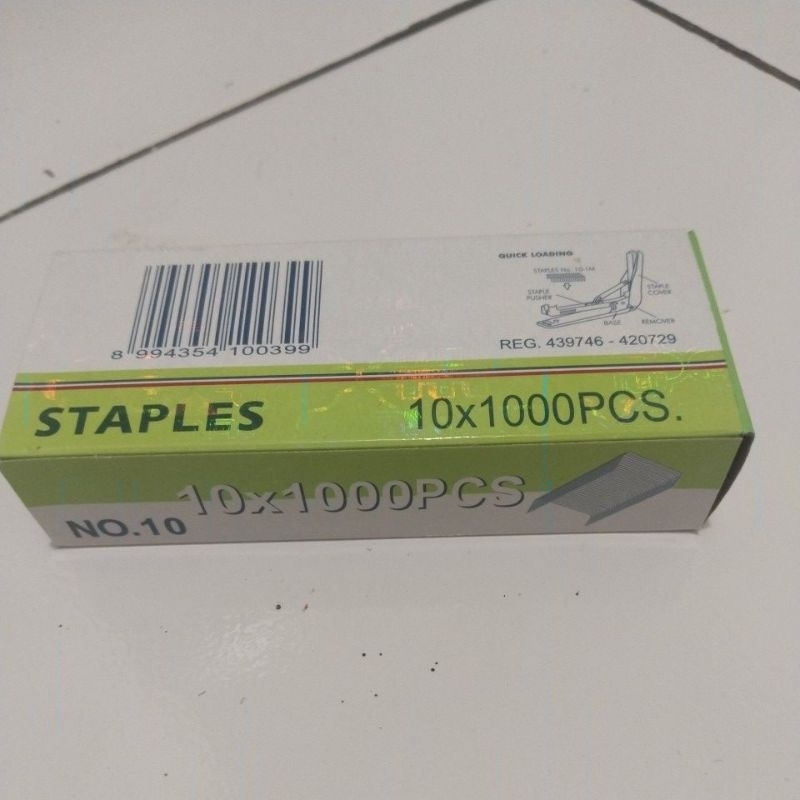 QUICK LOADING
STAPLES No. 10-1M
STAPLE PUSHER
STAPLE COVER
BASE
REMOVER
8 994354 100399
REG. 439746 - 420729
STAPLES 10x1000PCS.
10x1000PCS
NO.10